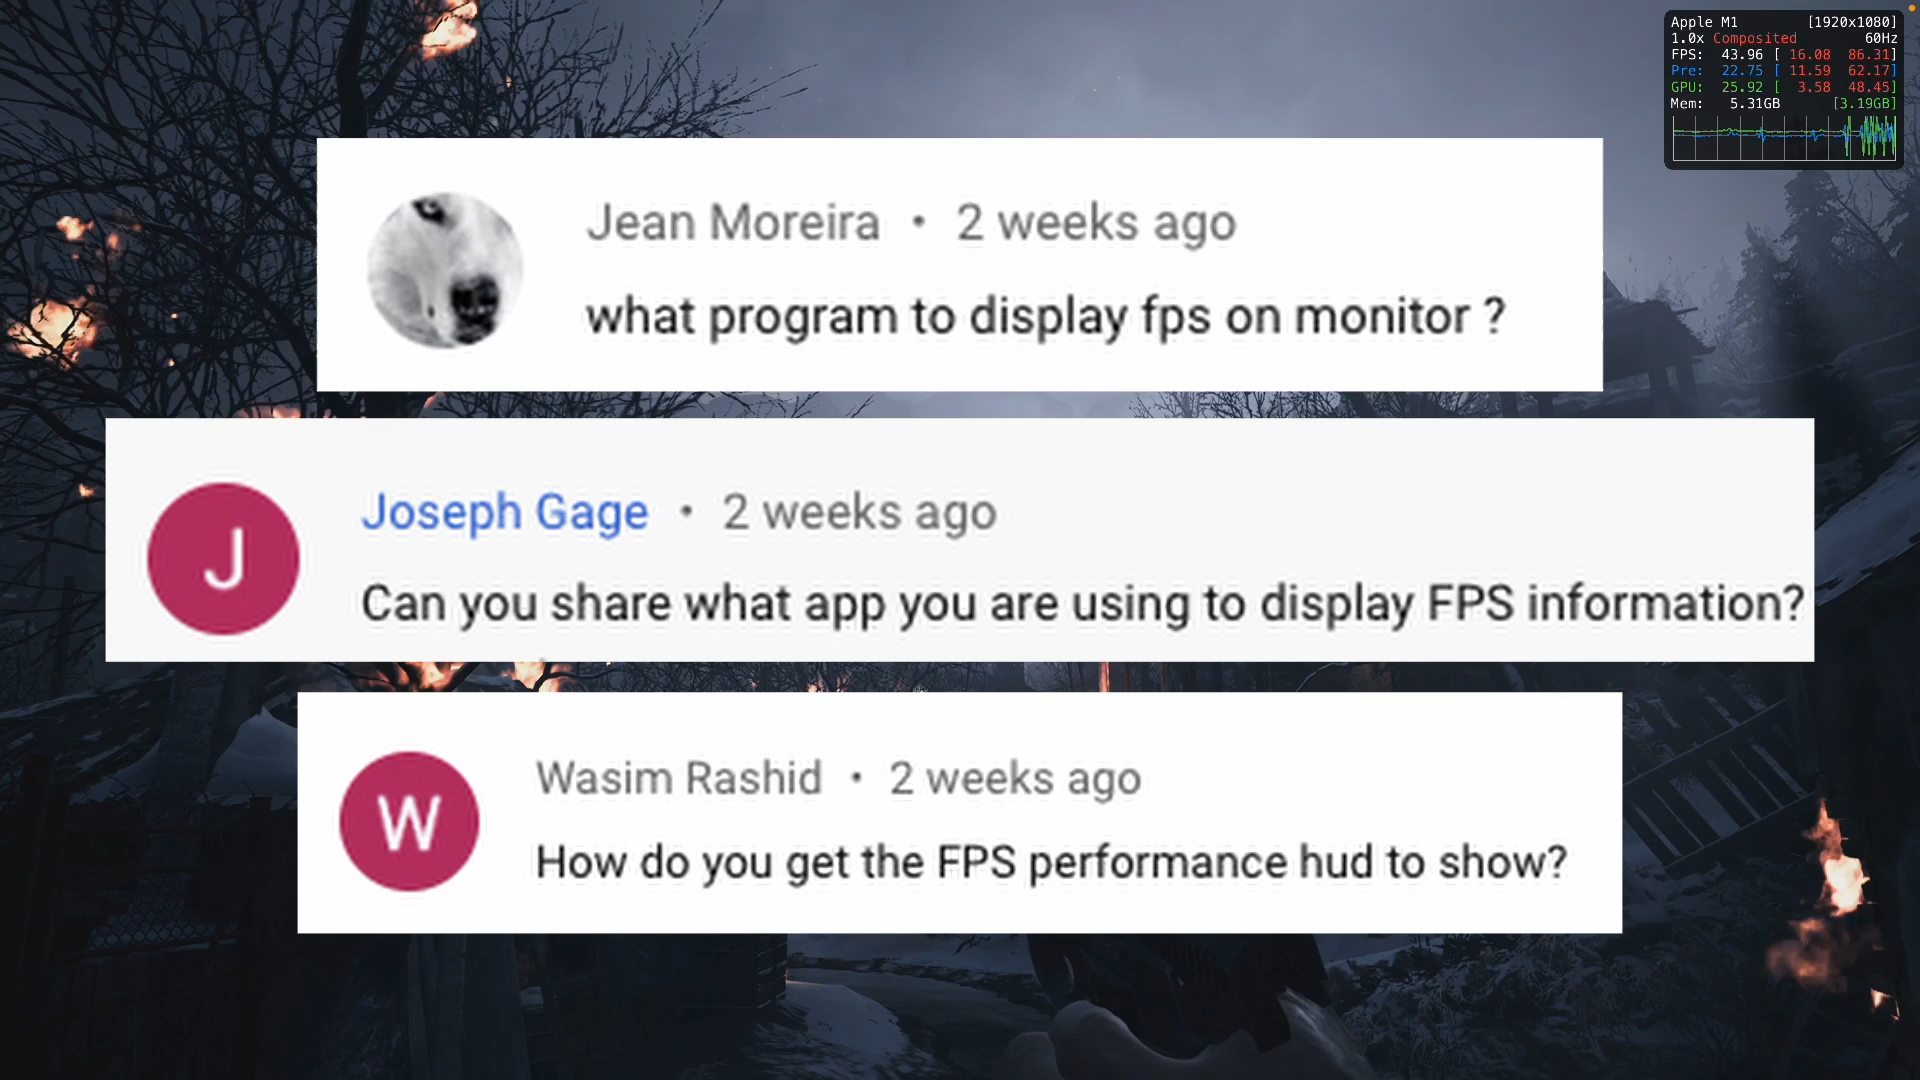 Apple M1 [1920x1080]
1.0x Composited 60Hz
FPS: 43.96 [ 16.08 86.31]
Pre: 22.75 [ 11.59 62.17]
GPU: 25.92 [ 3.58 48.45]
Mem: 5.31GB [3.19GB]
Jean Moreira • 2 weeks ago
what program to display fps on monitor ?
J
Joseph Gage • 2 weeks ago
Can you share what app you are using to display FPS information?
W
Wasim Rashid • 2 weeks ago
How do you get the FPS performance hud to show?